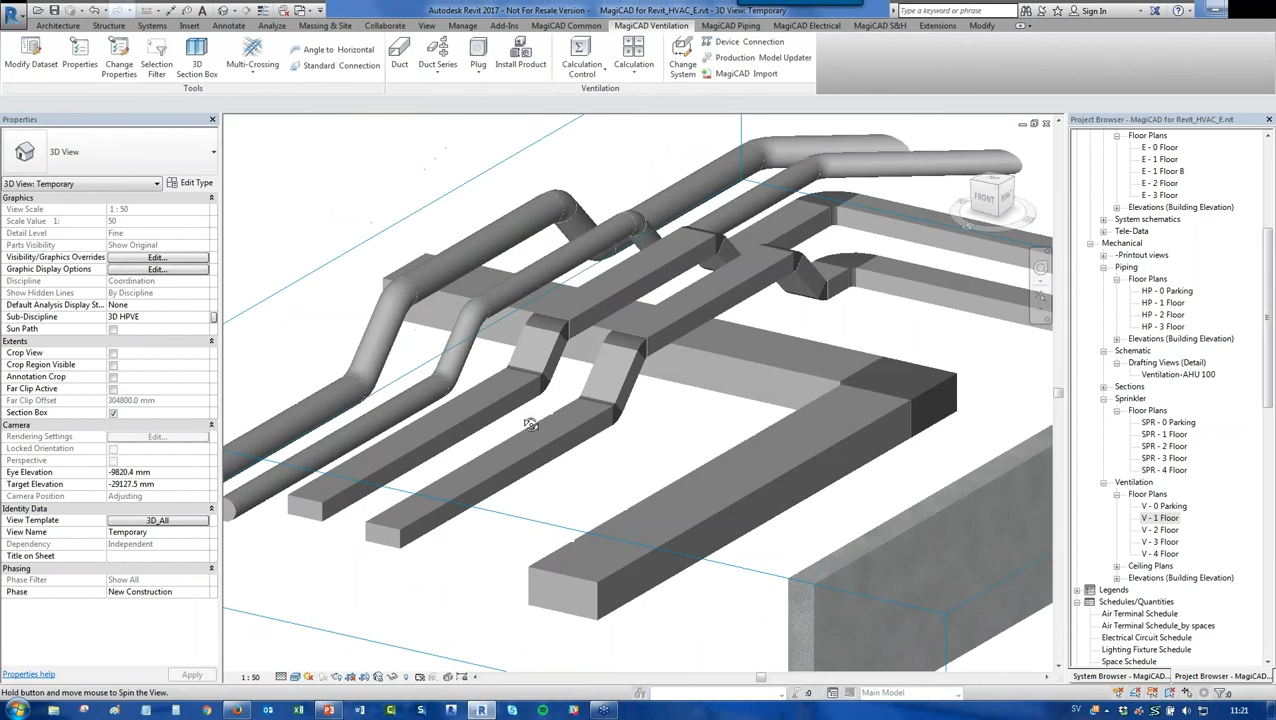 Autodesk Revit 2017 - Not For Resale Version -    MagiCAD for Revit_HVAC_E.rvt - 3D View: Temporary
Type a keyword or phrase
Sign In
Architecture Structure Systems Insert Annotate Analyze Massing & Site Collaborate View Manage Add-Ins MagiCAD Common MagiCAD Ventilation MagiCAD Piping MagiCAD Electrical MagiCAD S&H Extensions Modify
Modify Dataset
Properties
Change Properties
Selection Filter
3D Section Box
Multi-Crossing
Angle to Horizontal
Standard Connection
Duct
Duct Series
Plug
Install Product
Calculation Control
Calculation
Change System
Device Connection
Production Model Updater
MagiCAD Import
Tools
Ventilation
Properties
3D View
3D View: Temporary
Edit Type
Graphics
View Scale 1 : 50
Scale Value 1: 50
Detail Level Fine
Parts Visibility Show Original
Visibility/Graphics Overrides Edit...
Graphic Display Options Edit...
Discipline Coordination
Show Hidden Lines By Discipline
Default Analysis Display St... None
Sub-Discipline 3D HPVE
Sun Path
Extents
Crop View
Crop Region Visible
Annotation Crop
Far Clip Active
Far Clip Offset 304800.0 mm
Section Box
Camera
Rendering Settings Edit...
Locked Orientation
Perspective
Eye Elevation -9820.4 mm
Target Elevation -29127.5 mm
Camera Position Adjusting
Identity Data
View Template 3D_All
View Name Temporary
Dependency Independent
Title on Sheet
Phasing
Phase Filter Show All
Phase New Construction
Properties help
Apply
FRONT
1 : 50
Project Browser - MagiCAD for Revit_HVAC_E.rvt
Floor Plans
E - 0 Floor
E - 1 Floor
E - 1 Floor B
E - 2 Floor
E - 3 Floor
Elevations (Building Elevation)
System schematics
Tele-Data
Mechanical
-Printout views
Piping
Floor Plans
HP - 0 Parking
HP - 1 Floor
HP - 2 Floor
HP - 3 Floor
Elevations (Building Elevation)
Schematic
Drafting Views (Detail)
Ventilation-AHU 100
Sections
Sprinkler
Floor Plans
SPR - 0 Parking
SPR - 1 Floor
SPR - 2 Floor
SPR - 3 Floor
SPR - 4 Floor
Ventilation
Floor Plans
V - 0 Parking
V - 1 Floor
V - 2 Floor
V - 3 Floor
V - 4 Floor
Ceiling Plans
Elevations (Building Elevation)
Legends
Schedules/Quantities
Air Terminal Schedule
Air Terminal Schedule_by spaces
Electrical Circuit Schedule
Lighting Fixture Schedule
Space Schedule
System Browser - MagiCAD...
Project Browser - MagiCAD...
Hold button and move mouse to Spin the View.
:0
Main Model
:0
SV
11:21